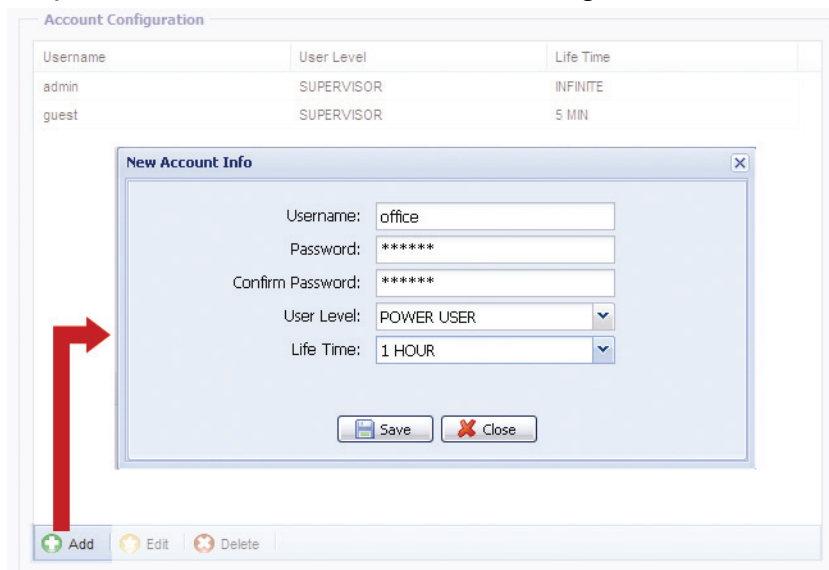 Account Configuration
Username User Level Life Time
admin SUPERVISOR INFINITE
guest SUPERVISOR 5 MIN
New Account Info
Username: office
Password: ******
Confirm Password: ******
User Level: POWER USER
Life Time: 1 HOUR
Save Close
Add Edit Delete